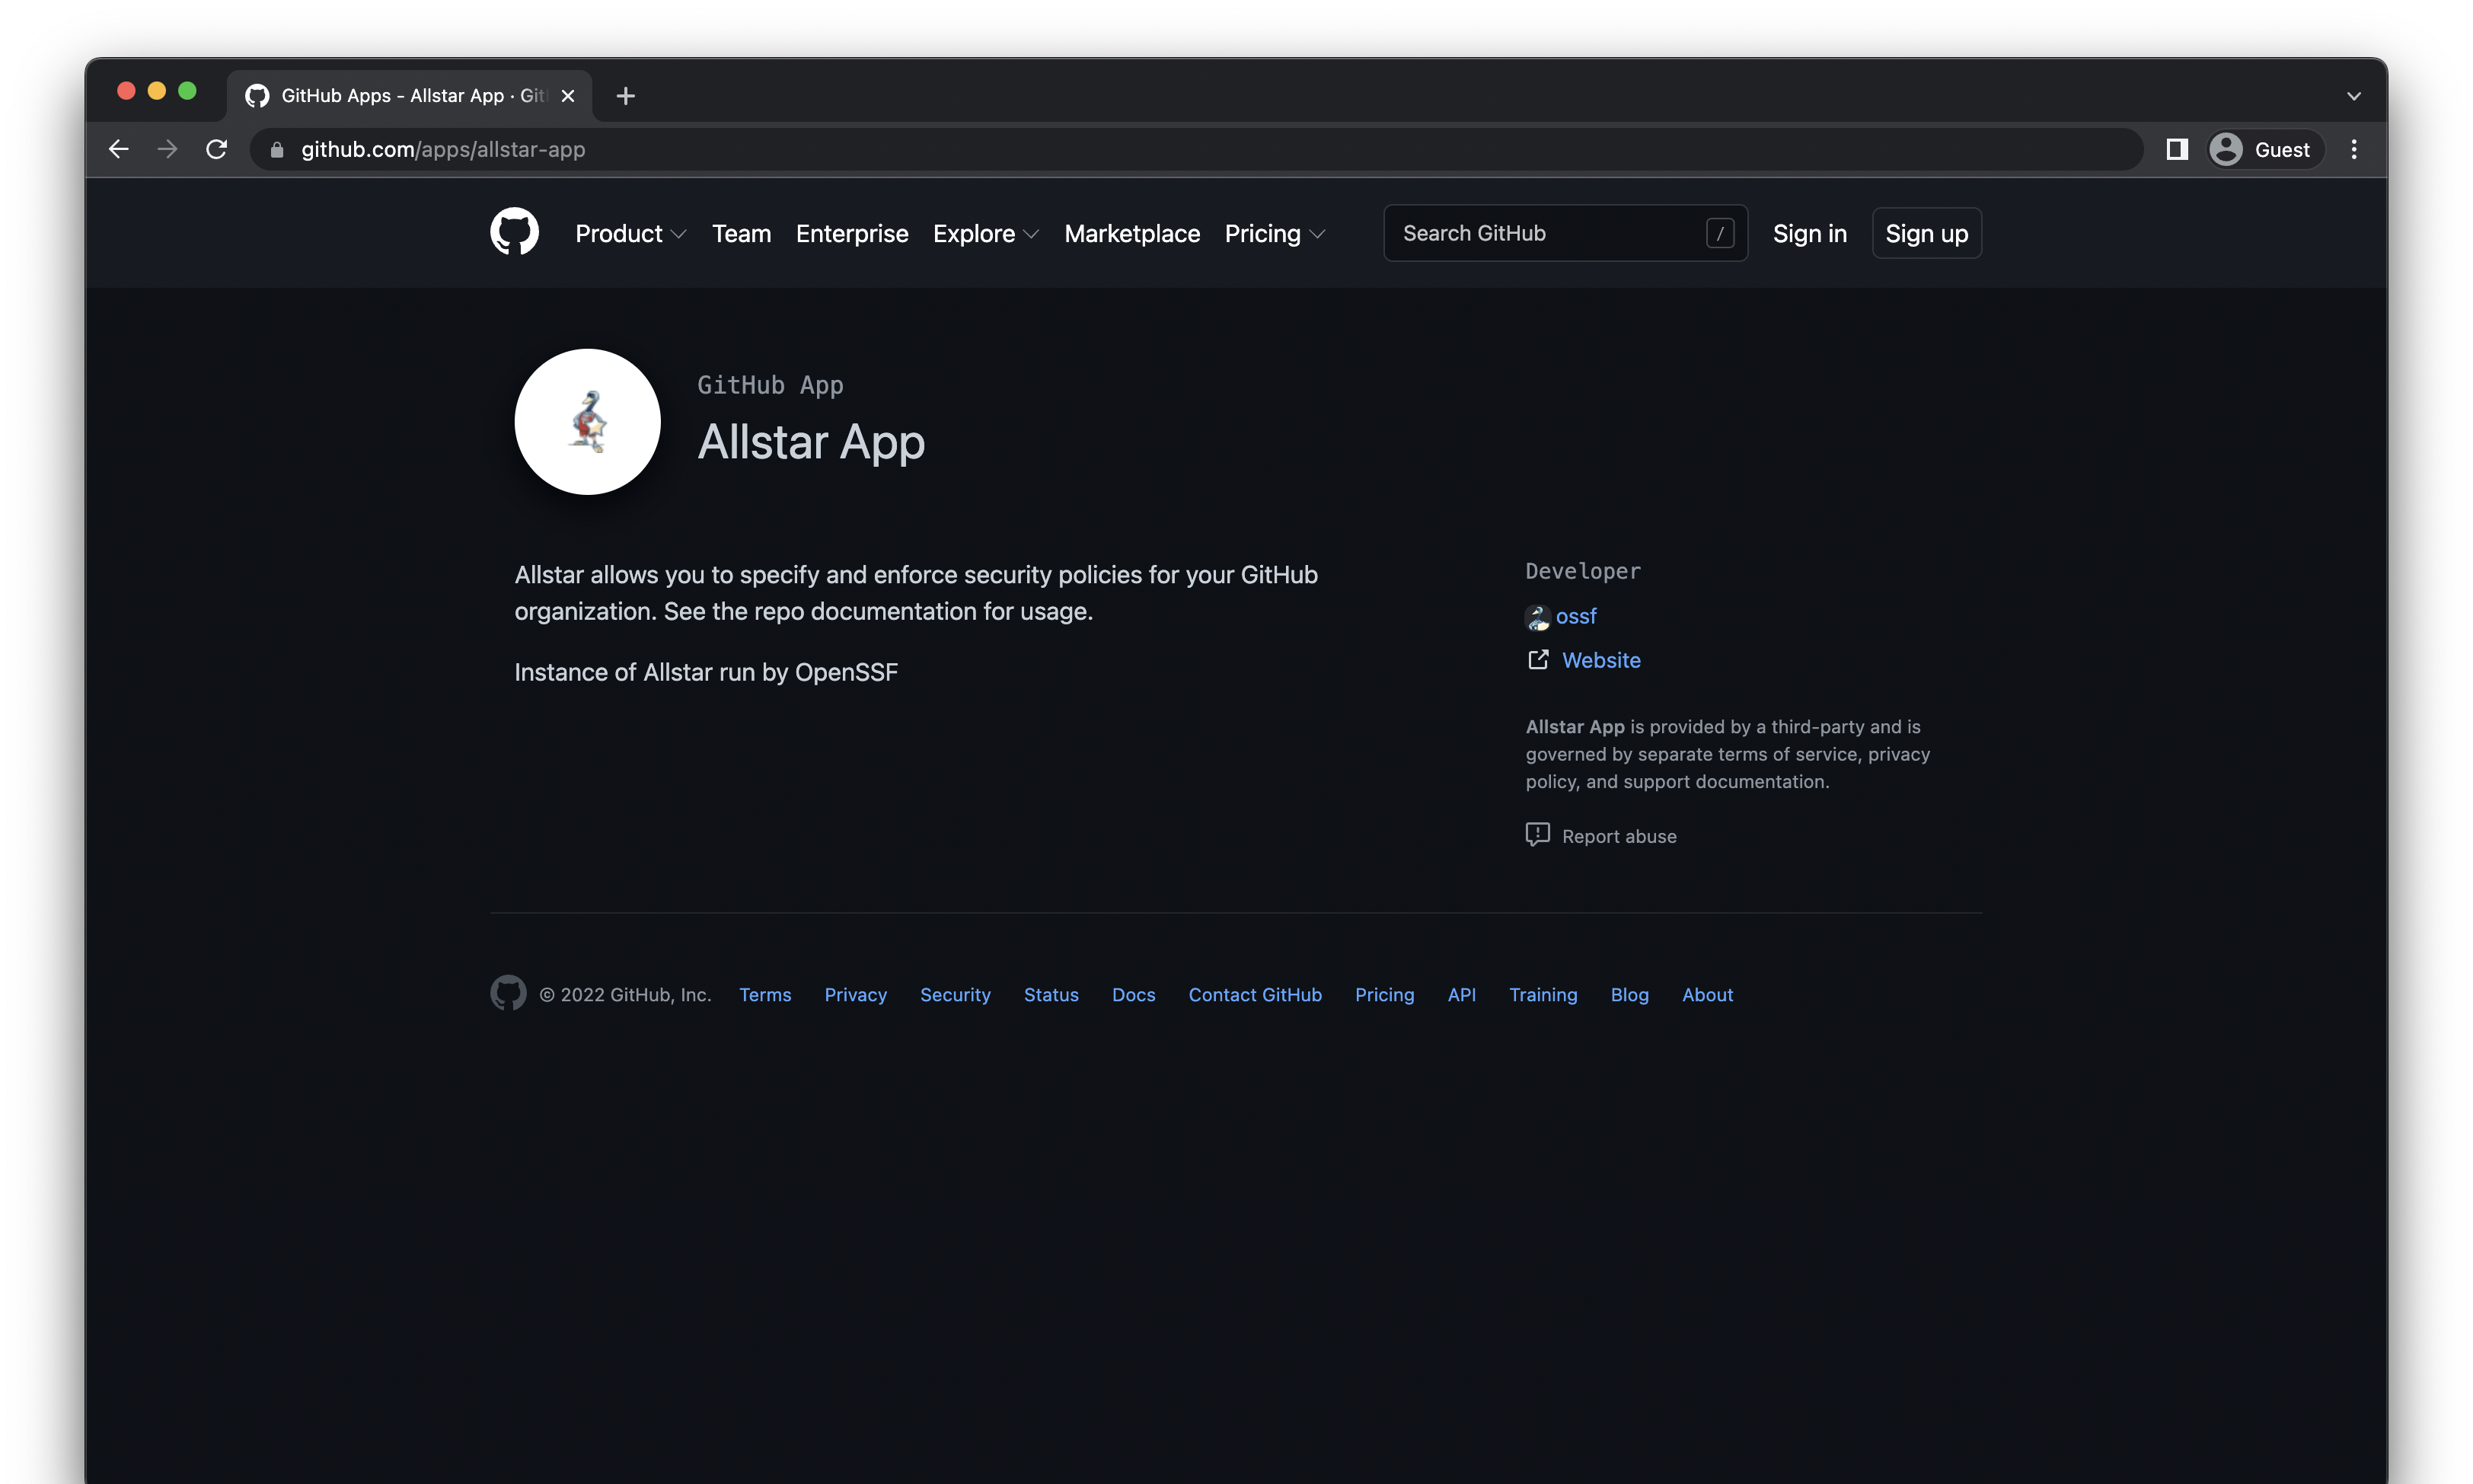 GitHub Apps - Allstar App · Git
github.com/apps/allstar-app
Guest
Product Team Enterprise Explore Marketplace Pricing Search GitHub / Sign in Sign up
GitHub App
Allstar App
Allstar allows you to specify and enforce security policies for your GitHub
organization. See the repo documentation for usage.
Instance of Allstar run by OpenSSF
Developer
ossf
Website
Allstar App is provided by a third-party and is
governed by separate terms of service, privacy
policy, and support documentation.
Report abuse
© 2022 GitHub, Inc. Terms Privacy Security Status Docs Contact GitHub Pricing API Training Blog About